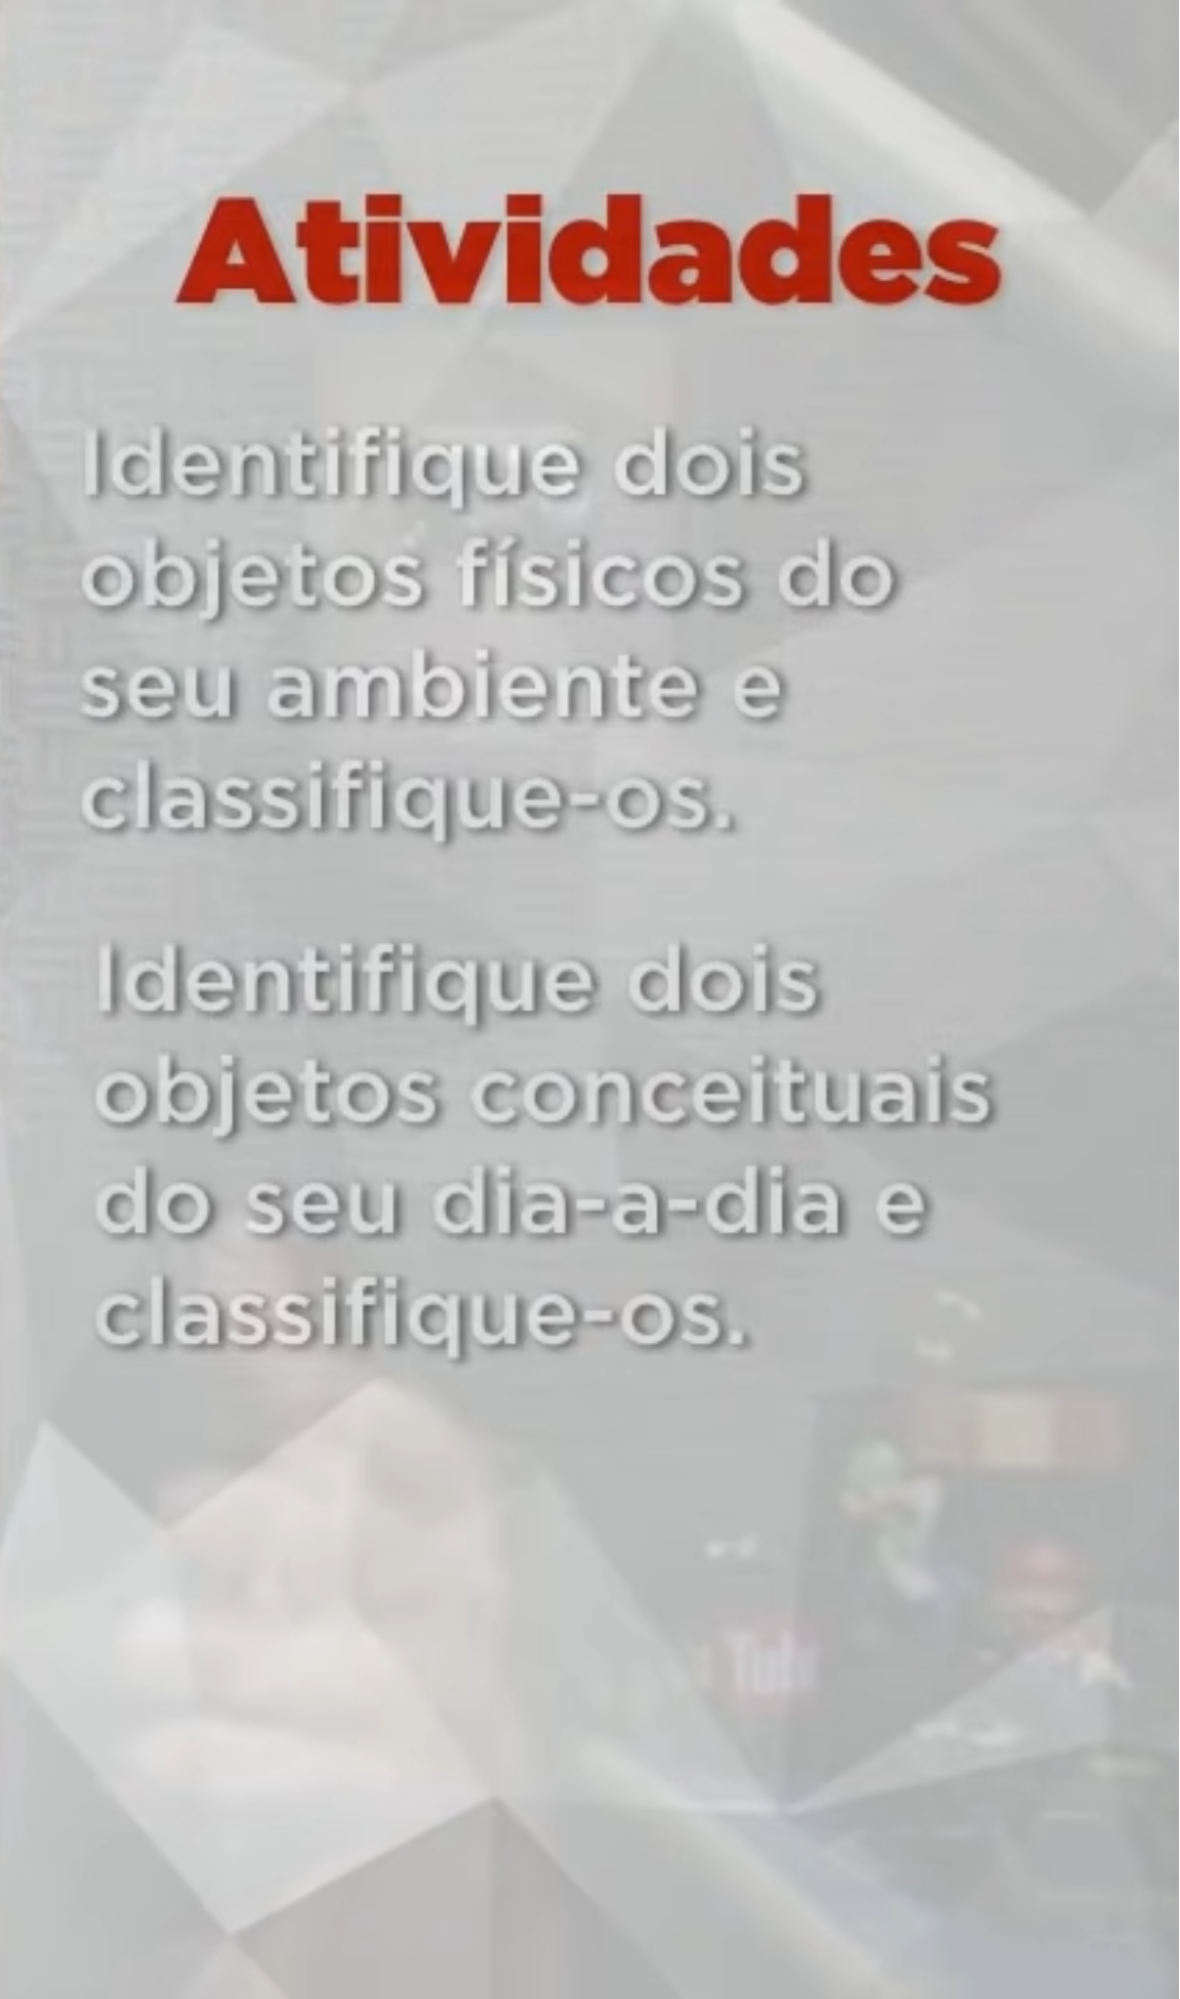 Atividades
Identifique dois
objetos físicos do
seu ambiente e
classifique-os.
Identifique dois
objetos conceituais
do seu dia-a-dia e
classifique-os.
Tube